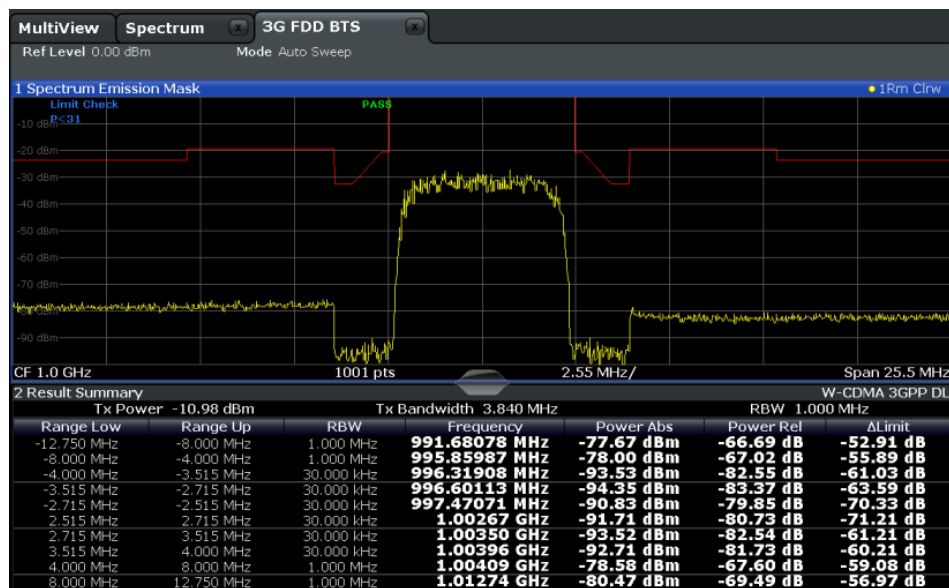 MultiView Spectrum x 3G FDD BTS x
Ref Level 0.00 dBm Mode Auto Sweep
1 Spectrum Emission Mask 1Rm Clrw
Limit Check PASS
P<31
-10 dBm
-20 dBm
-30 dBm
-40 dBm
-50 dBm
-60 dBm
-70 dBm
-80 dBm
-90 dBm
CF 1.0 GHz 1001 pts 2.55 MHz/ Span 25.5 MHz
2 Result Summary W-CDMA 3GPP DL
Tx Power -10.98 dBm Tx Bandwidth 3.840 MHz RBW 1.000 MHz
Range Low Range Up RBW Frequency Power Abs Power Rel ΔLimit
-12.750 MHz -8.000 MHz 1.000 MHz 991.68078 MHz -77.67 dBm -66.69 dB -52.91 dB
-8.000 MHz -4.000 MHz 1.000 MHz 995.85987 MHz -78.00 dBm -67.02 dB -55.89 dB
-4.000 MHz -3.515 MHz 30.000 kHz 996.31908 MHz -93.53 dBm -82.55 dB -61.03 dB
-3.515 MHz -2.715 MHz 30.000 kHz 996.60113 MHz -94.35 dBm -83.37 dB -63.59 dB
-2.715 MHz -2.515 MHz 30.000 kHz 997.47071 MHz -90.83 dBm -79.85 dB -70.33 dB
2.515 MHz 2.715 MHz 30.000 kHz 1.00267 GHz -91.71 dBm -80.73 dB -71.21 dB
2.715 MHz 3.515 MHz 30.000 kHz 1.00350 GHz -93.52 dBm -82.54 dB -61.21 dB
3.515 MHz 4.000 MHz 30.000 kHz 1.00396 GHz -92.71 dBm -81.73 dB -60.21 dB
4.000 MHz 8.000 MHz 1.000 MHz 1.00409 GHz -78.58 dBm -67.60 dB -59.08 dB
8.000 MHz 12.750 MHz 1.000 MHz 1.01274 GHz -80.47 dBm -69.49 dB -56.97 dB